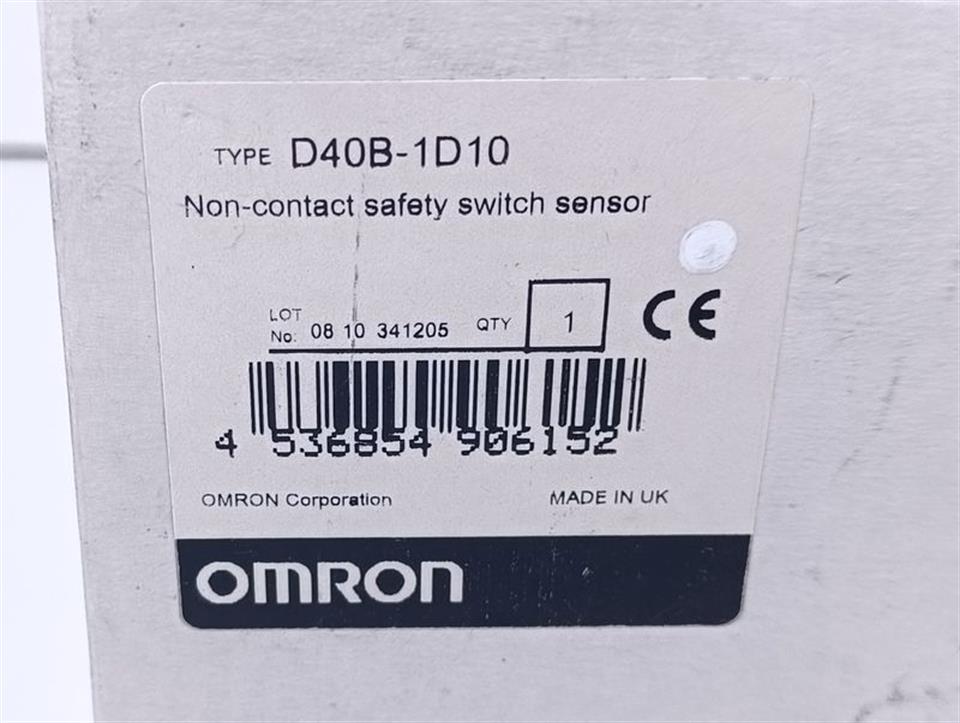 TYPE D40B-1D10
Non-contact safety switch sensor
LOT
No: 08 10 341205 QTY 1 CE
4 536854 906152
OMRON Corporation MADE IN UK
OMRON